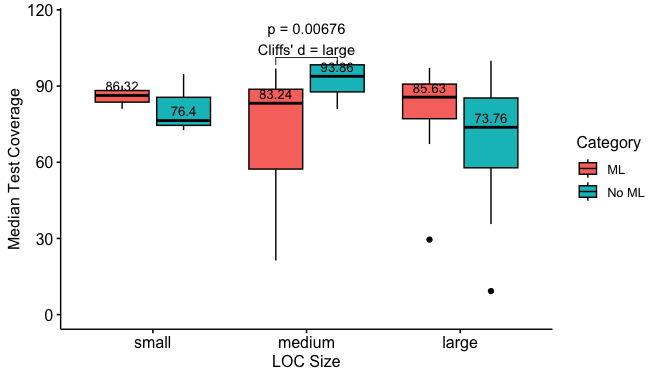 120
90
60
30
0
Median Test Coverage
p = 0.00676
Cliffs' d = large
86.32
76.4
83.24
93.86
85.63
73.76
small
medium
large
LOC Size
Category
ML
No ML